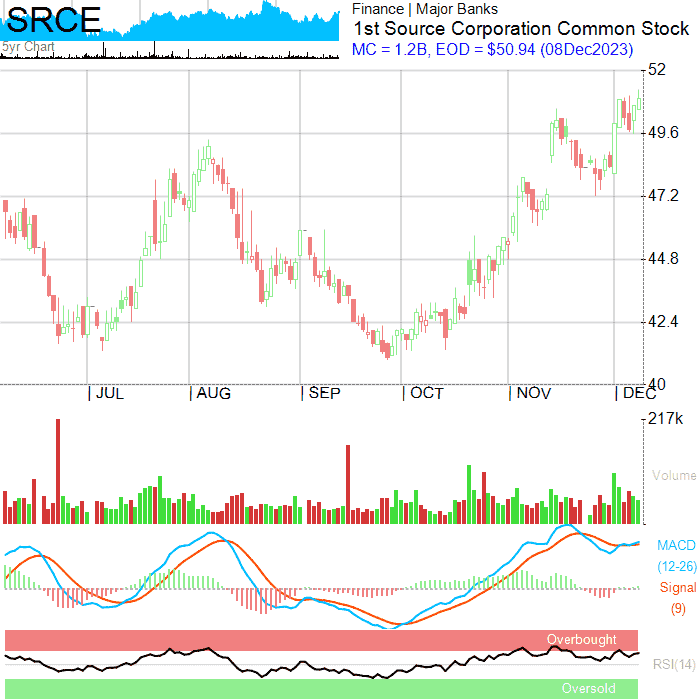 SRCE
5yr Chart
Finance | Major Banks
1st Source Corporation Common Stock
MC = 1.2B, EOD = $50.94 (08Dec2023)
52
49.6
47.2
44.8
42.4
40
| JUL | AUG | SEP | OCT | NOV | DEC
217k
Volume
MACD
(12-26)
Signal
(9)
Overbought
RSI(14)
Oversold